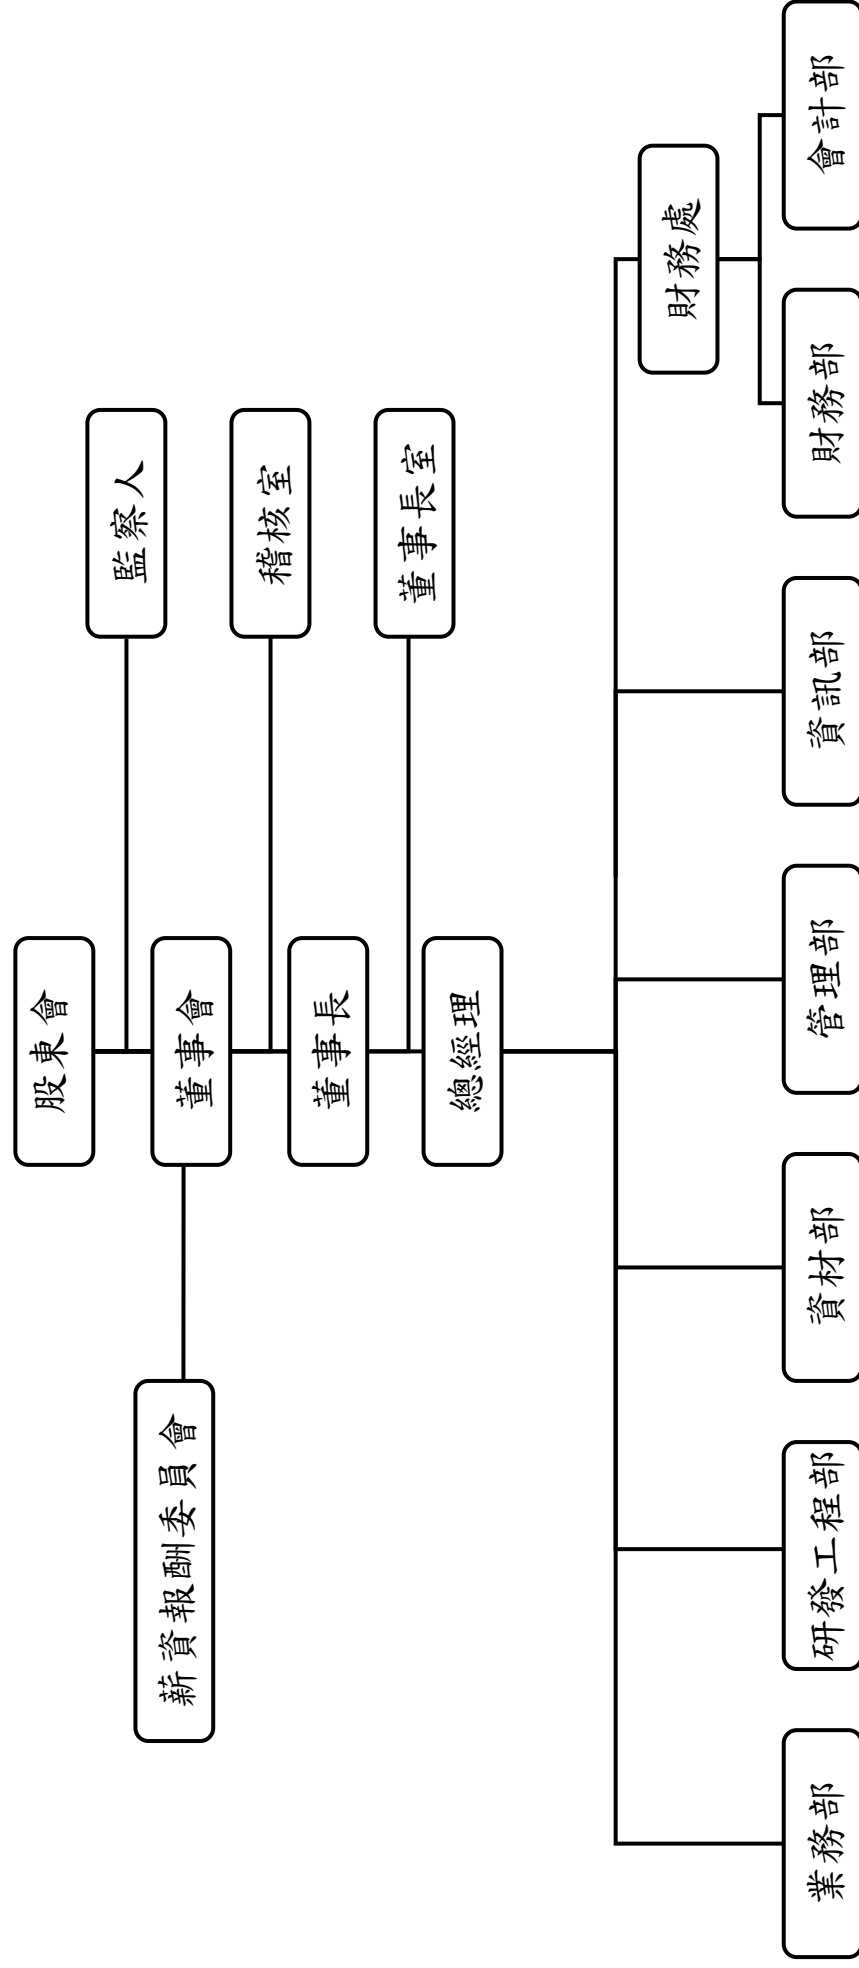 股東會
監察人
董事會
薪資報酬委員會
稽核室
董事長
董事長室
總經理
財務處
業務部
研發工程部
資材部
管理部
資訊部
財務部
會計部